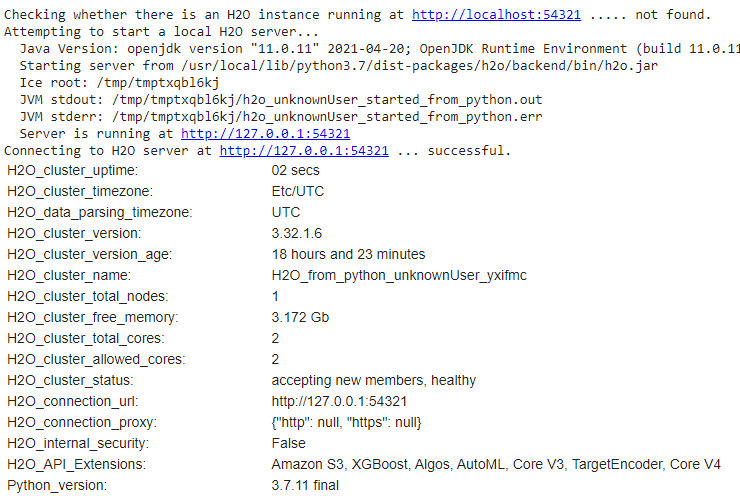 Checking whether there is an H2O instance running at http://localhost:54321 ..... not found.
Attempting to start a local H2O server...
Java Version: openjdk version "11.0.11" 2021-04-20; OpenJDK Runtime Environment (build 11.0.11
Starting server from /usr/local/lib/python3.7/dist-packages/h2o/backend/bin/h2o.jar
Ice root: /tmp/tmptxqbl6kj
JVM stdout: /tmp/tmptxqbl6kj/h2o_unknownUser_started_from_python.out
JVM stderr: /tmp/tmptxqbl6kj/h2o_unknownUser_started_from_python.err
Server is running at http://127.0.0.1:54321
Connecting to H2O server at http://127.0.0.1:54321 ... successful.
H2O_cluster_uptime: 02 secs
H2O_cluster_timezone: Etc/UTC
H2O_data_parsing_timezone: UTC
H2O_cluster_version: 3.32.1.6
H2O_cluster_version_age: 18 hours and 23 minutes
H2O_cluster_name: H2O_from_python_unknownUser_yxifmc
H2O_cluster_total_nodes: 1
H2O_cluster_free_memory: 3.172 Gb
H2O_cluster_total_cores: 2
H2O_cluster_allowed_cores: 2
H2O_cluster_status: accepting new members, healthy
H2O_connection_url: http://127.0.0.1:54321
H2O_connection_proxy: {"http": null, "https": null}
H2O_internal_security: False
H2O_API_Extensions: Amazon S3, XGBoost, Algos, AutoML, Core V3, TargetEncoder, Core V4
Python_version: 3.7.11 final